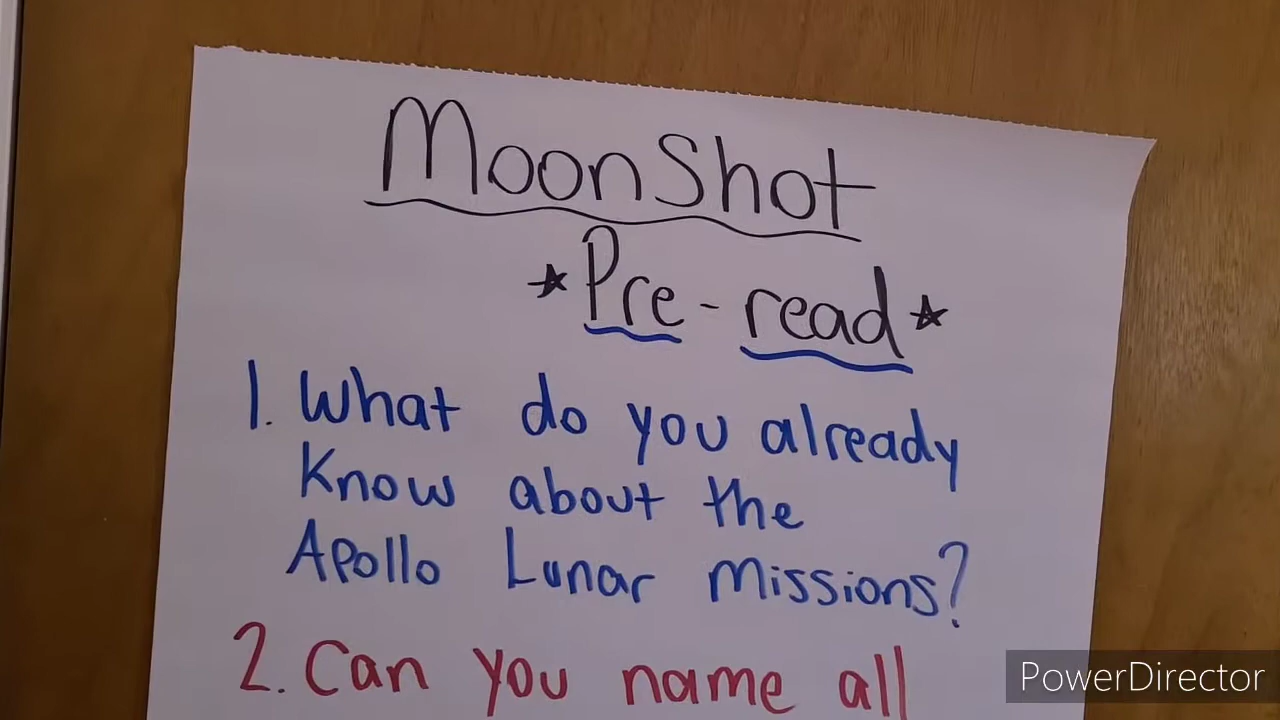 MoonShot
*Pre-read*
1. What do you already
Know about the
Apollo Lunar Missions?
2. Can you name all
PowerDirector